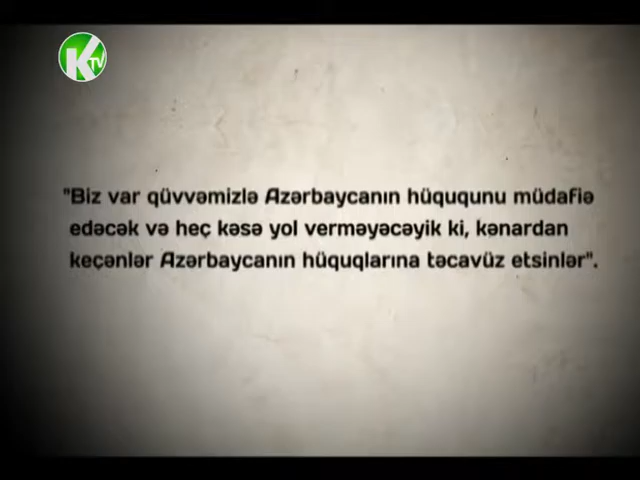 KTV
"Biz var qüvvəmizlə Azərbaycanın hüququnu müdafiə
edəcək və heç kəsə yol verməyəcəyik ki, kənardan
keçənlər Azərbaycanın hüquqlarına təcavüz etsinlər".